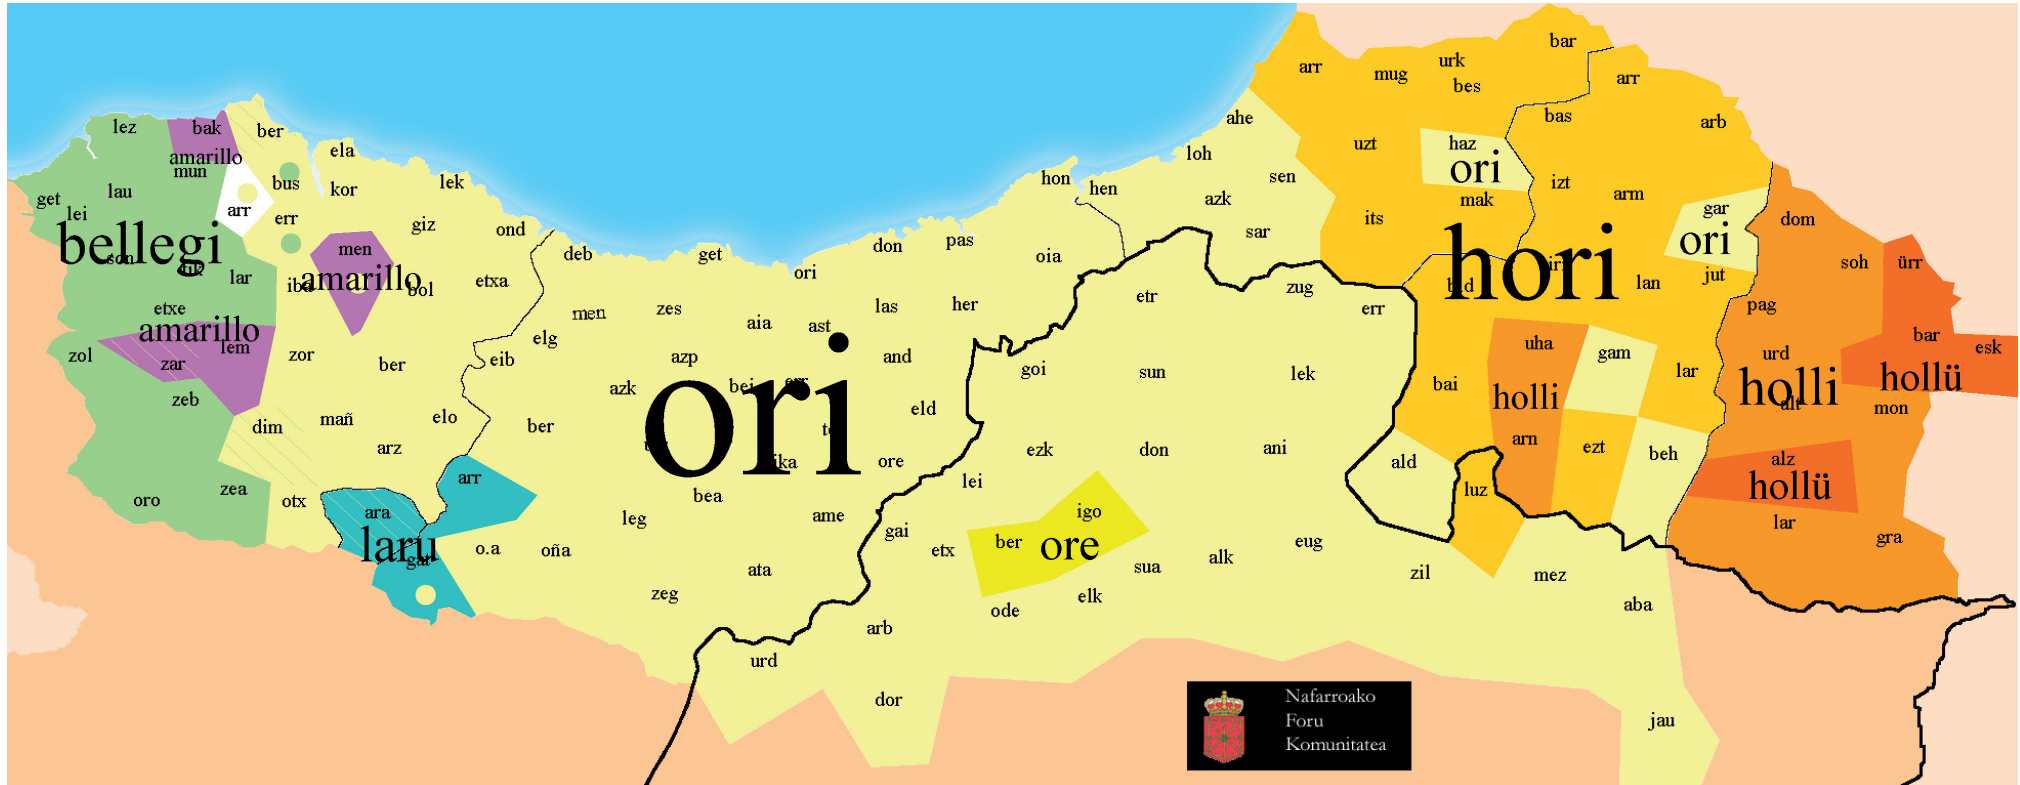 bar
urk
arr
mug
arr
bes
ahe
bas
arb
lez
bak
ber
haz
uzt
ela
loh
amarillo
mun
ori
sen
hon
hen
izt
bus
kor
lek
lau
arm
get
azk
mak
lei
arr
err
its
gar
dom
giz
ond
sar
bellegi
men
don
pas
ori
deb
get
oia
hori
soh
ürr
lar
amarillo
bol
etxa
ori
zug
lan
jut
etr
etxe
men
zes
las
her
err
pag
amarillo
aia
ast
elg
uha
bar
lem
esk
zol
zar
zor
ber
eib
azp
and
goi
sun
lek
gam
urd
lar
bai
holli
hollü
azk
ori
holli
zeb
mon
dim
mañ
elo
ber
eld
arz
ezk
don
ani
arn
ezt
beh
ald
ore
alz
hollü
oro
zea
otx
arr
bea
lei
luz
ara
leg
ame
gai
igo
lar
gra
laru
o.a
oña
etx
ber
ore
eug
alk
sua
ata
zil
mez
zeg
ode
elk
aba
arb
urd
dor
jau
Nafarroako
Foru
Komunitatea